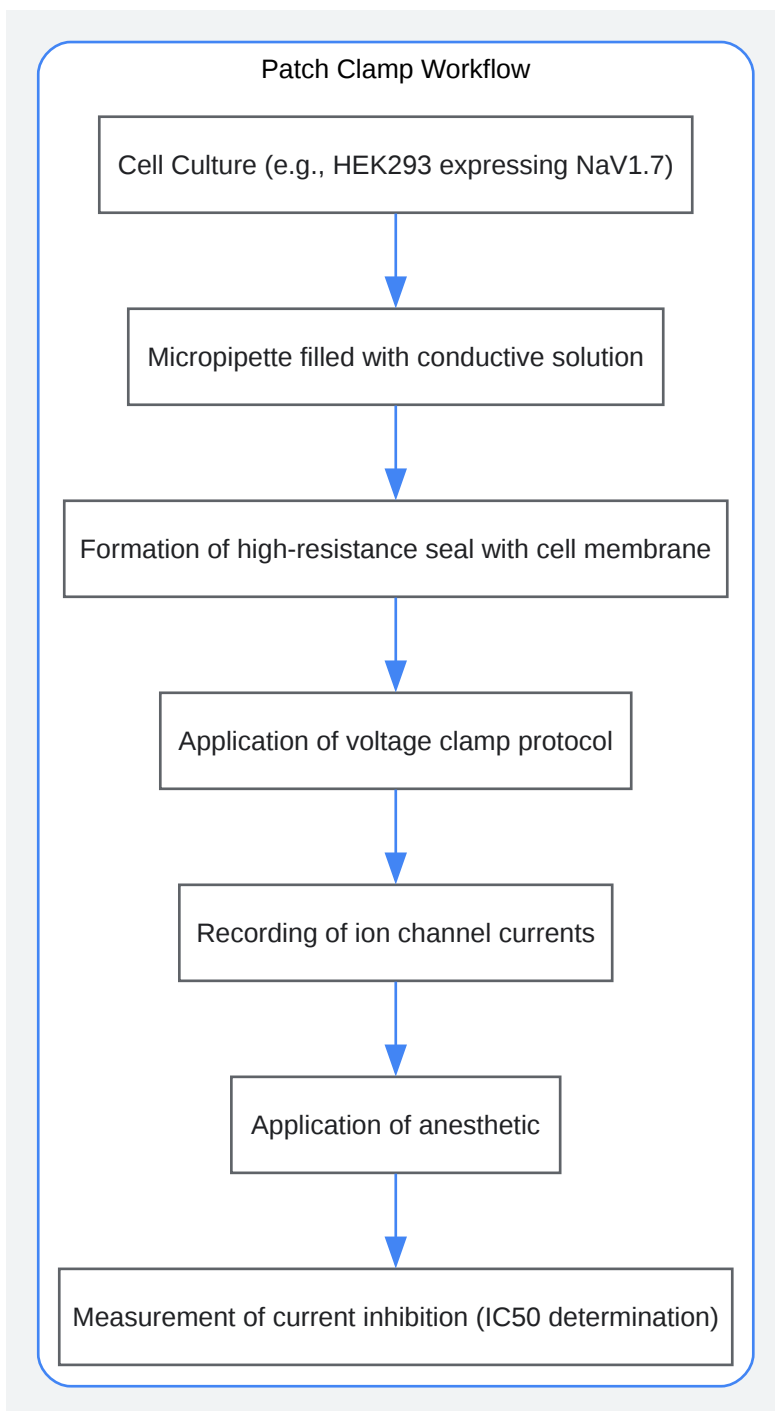 Patch Clamp Workflow
Cell Culture (e.g., HEK293 expressing NaV1.7)
Micropipette filled with conductive solution
Formation of high-resistance seal with cell membrane
Application of voltage clamp protocol
Recording of ion channel currents
Application of anesthetic
Measurement of current inhibition (IC50 determination)